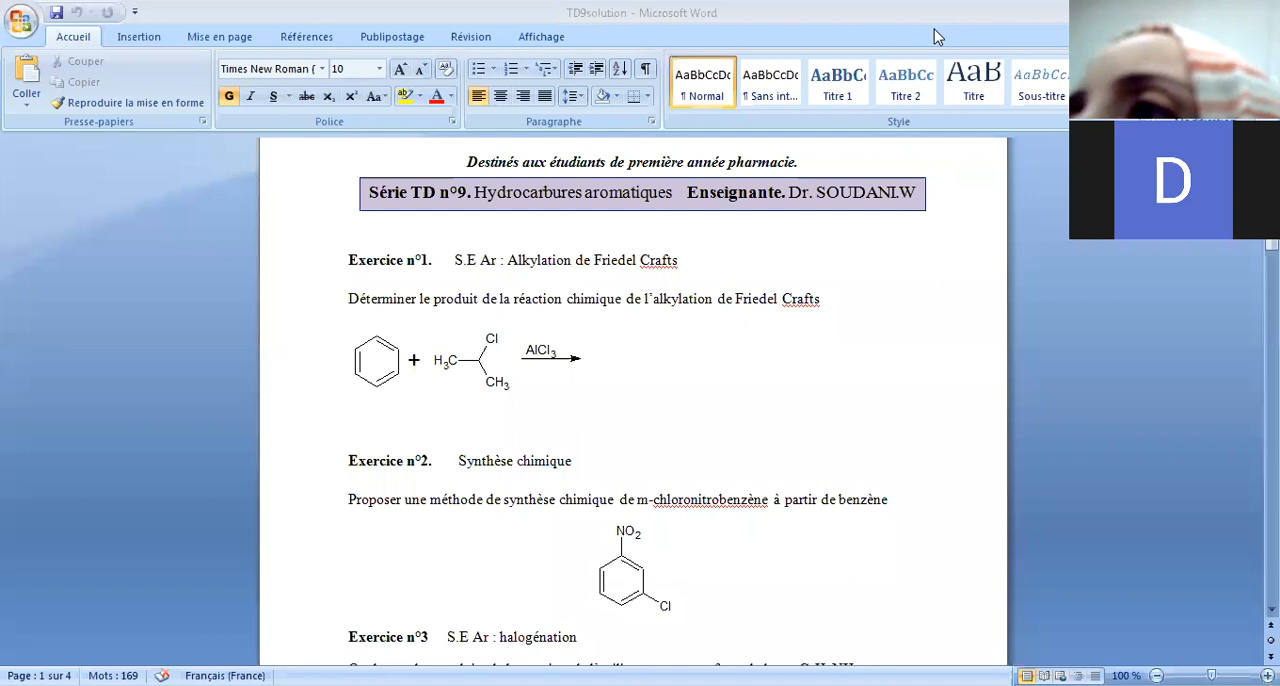 TD9solution - Microsoft Word
Accueil Insertion Mise en page Références Publipostage Révision Affichage
Coller
Couper
Copier
Reproduire la mise en forme
Presse-papiers
Times New Roman ( 10
G I S abc x₂ x² Aa
Police
Paragraphe
AaBbCcDc AaBbCcDc AaBbC AaBbCc AaB AaBbCc
¶ Normal ¶ Sans int... Titre 1 Titre 2 Titre Sous-titre
Style
D
Destinés aux étudiants de première année pharmacie.
Série TD n°9. Hydrocarbures aromatiques Enseignante. Dr. SOUDANI.W
Exercice n°1. S.E Ar : Alkylation de Friedel Crafts
Déterminer le produit de la réaction chimique de l’alkylation de Friedel Crafts
Cl
+ H₃C AlCl₃
CH₃
Exercice n°2. Synthèse chimique
Proposer une méthode de synthèse chimique de m-chloronitrobenzène à partir de benzène
NO₂
Cl
Exercice n°3 S.E Ar : halogénation
Page : 1 sur 4 Mots : 169 Français (France) 100 %